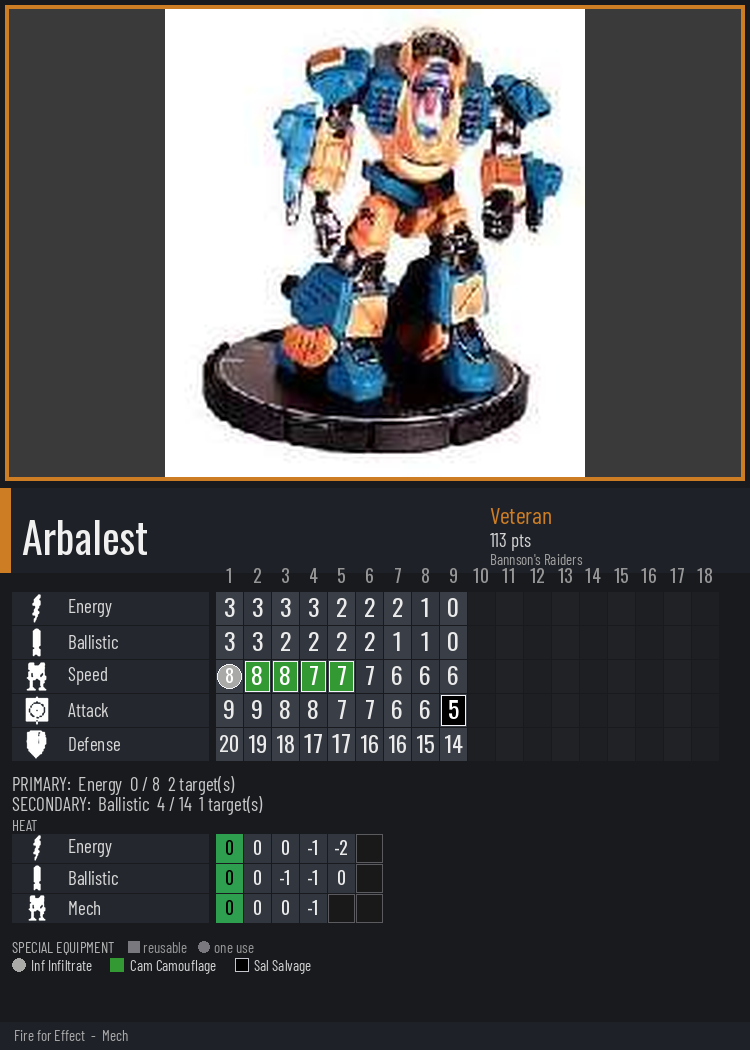 Arbalest
Veteran
113 pts
Bannson's Raiders
1 2 3 4 5 6 7 8 9 10 11 12 13 14 15 16 17 18
Energy 3 3 3 3 2 2 2 1 0
Ballistic 3 3 2 2 2 2 1 1 0
Speed 8 8 8 7 7 7 6 6 6
Attack 9 9 8 8 7 7 6 6 5
Defense 20 19 18 17 17 16 16 15 14
PRIMARY: Energy 0 / 8 2 target(s)
SECONDARY: Ballistic 4 / 14 1 target(s)
HEAT
Energy 0 0 0 -1 -2
Ballistic 0 0 -1 -1 0
Mech 0 0 0 -1
SPECIAL EQUIPMENT reusable one use
Inf Infiltrate Cam Camouflage Sal Salvage
Fire for Effect - Mech